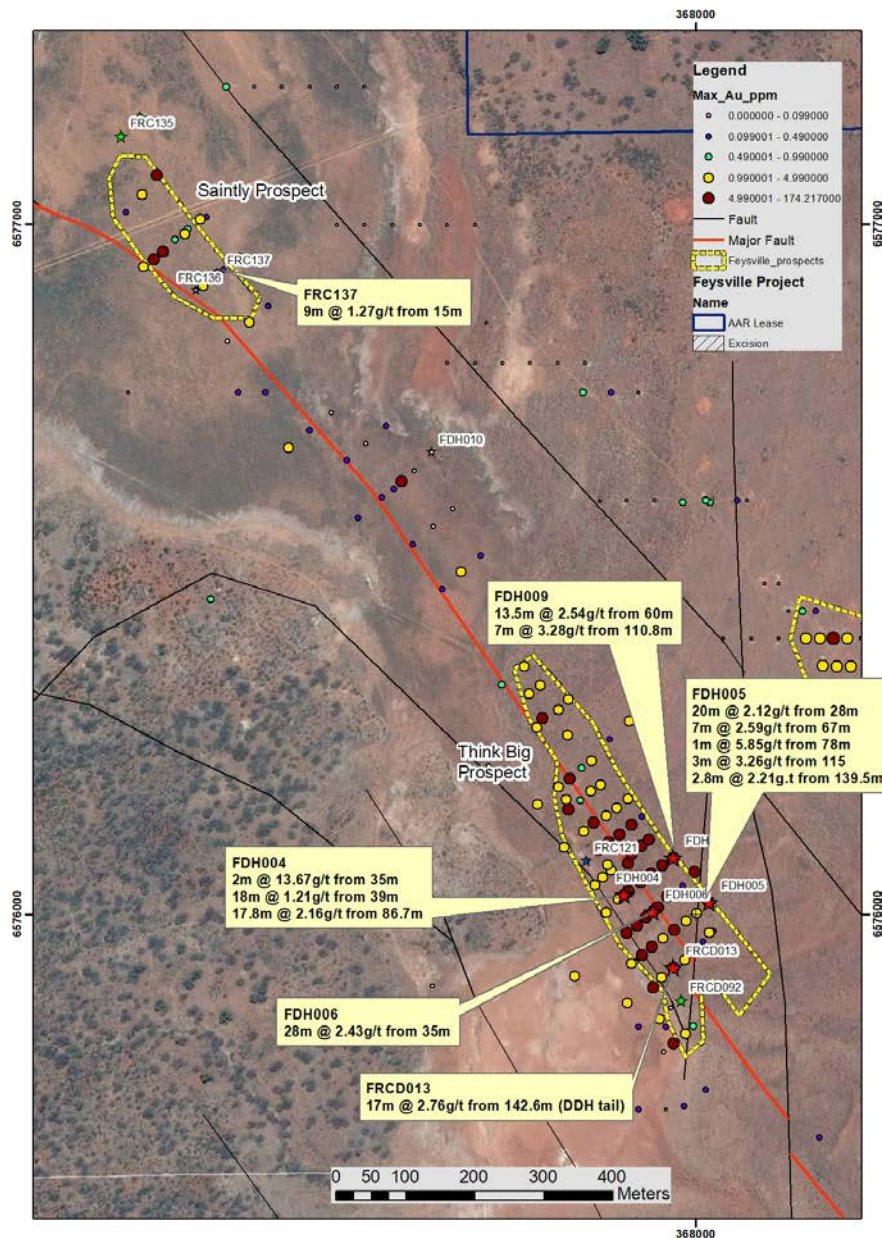 368000
Legend
Max_Au_ppm
0.000000 - 0.099000
0.099001 - 0.490000
0.490001 - 0.990000
0.990001 - 4.990000
4.990001 - 174.217000
Fault
Major Fault
Feysville_prospects
Feysville Project
Name
AAR Lease
Excision
FRC135
Saintly Prospect
6577000
6577000
FRC137
FRC136
FRC137
9m @ 1.27g/t from 15m
FDH010
FDH009
13.5m @ 2.54g/t from 60m
7m @ 3.28g/t from 110.8m
FDH005
20m @ 2.12g/t from 28m
7m @ 2.59g/t from 67m
1m @ 5.85g/t from 78m
3m @ 3.26g/t from 115
2.8m @ 2.21g.t from 139.5m
Think Big
Prospect
FDH
FRC121
FDH004
2m @ 13.67g/t from 35m
18m @ 1.21g/t from 39m
17.8m @ 2.16g/t from 86.7m
FDH004
FDH005
FDH006
6576000
6576000
FRCD013
FRCD092
FDH006
28m @ 2.43g/t from 35m
FRCD013
17m @ 2.76g/t from 142.6m (DDH tail)
0 50 100 200 300 400
Meters
368000